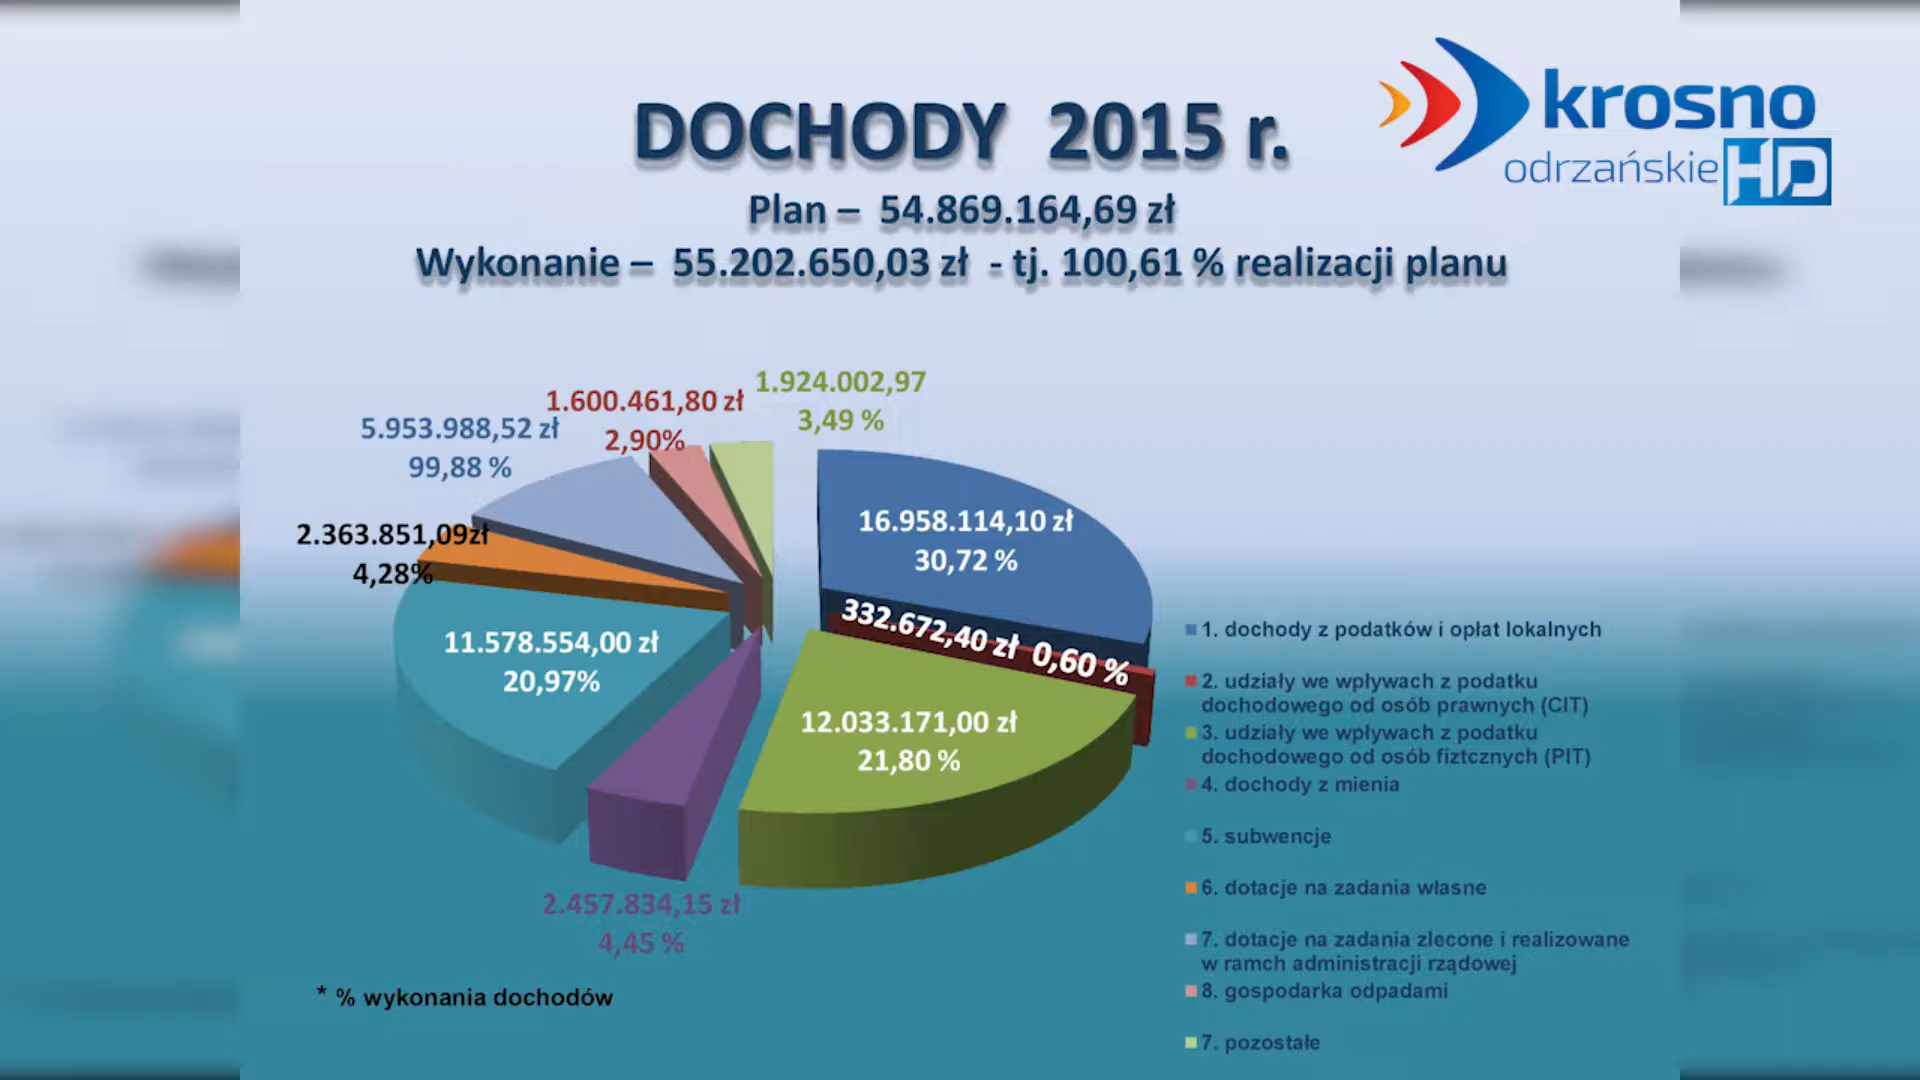 krosno
odrzańskie HD
DOCHODY 2015 r.
Plan – 54.869.164,69 zł
Wykonanie – 55.202.650,03 zł - tj. 100,61 % realizacji planu
1.924.002,97
3,49 %
1.600.461,80 zł
2,90%
5.953.988,52 zł
99,88 %
2.363.851,09zł
4,28%
16.958.114,10 zł
30,72 %
332.672,40 zł 0,60 %
11.578.554,00 zł
20,97%
12.033.171,00 zł
21,80 %
2.457.834,15 zł
4,45 %
* % wykonania dochodów
1. dochody z podatków i opłat lokalnych
2. udziały we wpływach z podatku
dochodowego od osób prawnych (CIT)
3. udziały we wpływach z podatku
dochodowego od osób fiztcznych (PIT)
4. dochody z mienia
5. subwencje
6. dotacje na zadania własne
7. dotacje na zadania zlecone i realizowane
w ramch administracji rządowej
8. gospodarka odpadami
7. pozostałe